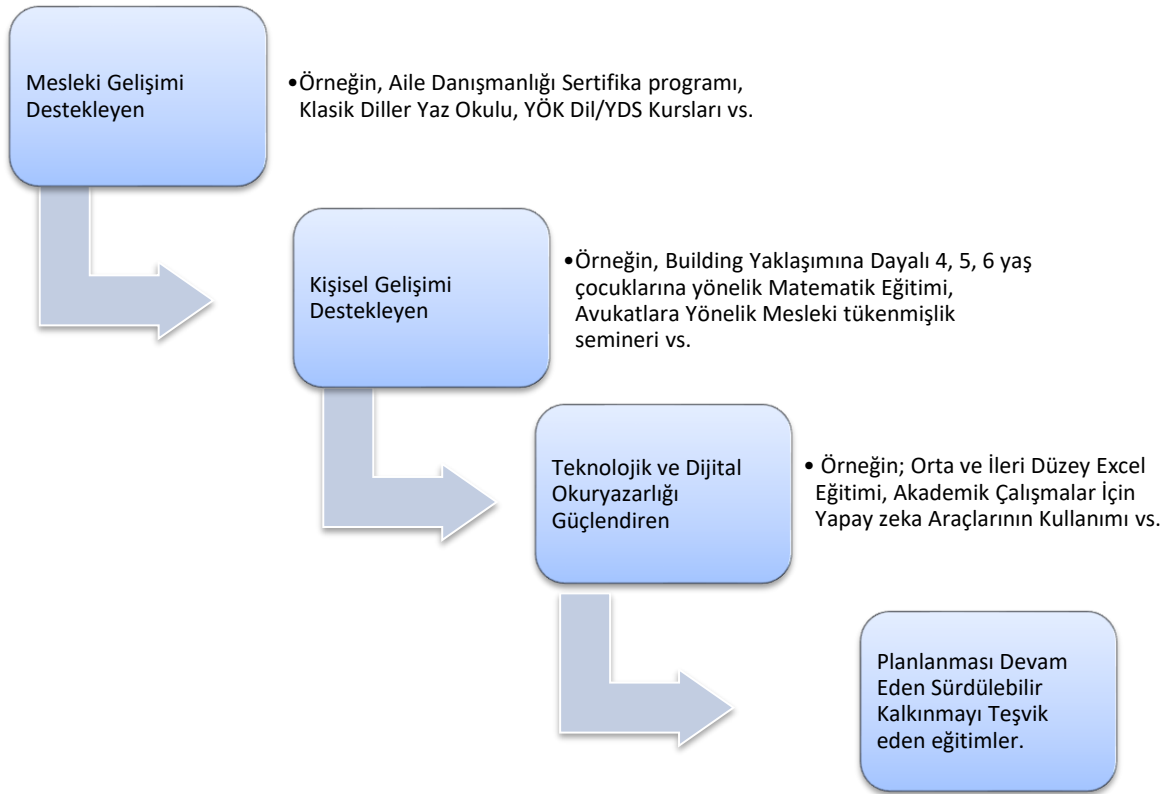 Mesleki Gelişimi
Destekleyen
•Örneğin, Aile Danışmanlığı Sertifika programı,
Klasik Diller Yaz Okulu, YÖK Dil/YDS Kursları vs.
Kişisel Gelişimi
Destekleyen
•Örneğin, Building Yaklaşımına Dayalı 4, 5, 6 yaş
çocuklarına yönelik Matematik Eğitimi,
Avukatlara Yönelik Mesleki tükenmişlik
semineri vs.
Teknolojik ve Dijital
Okuryazarlığı
Güçlendiren
• Örneğin; Orta ve İleri Düzey Excel
Eğitimi, Akademik Çalışmalar İçin
Yapay zeka Araçlarının Kullanımı vs.
Planlanması Devam
Eden Sürdülebilir
Kalkınmayı Teşvik
eden eğitimler.